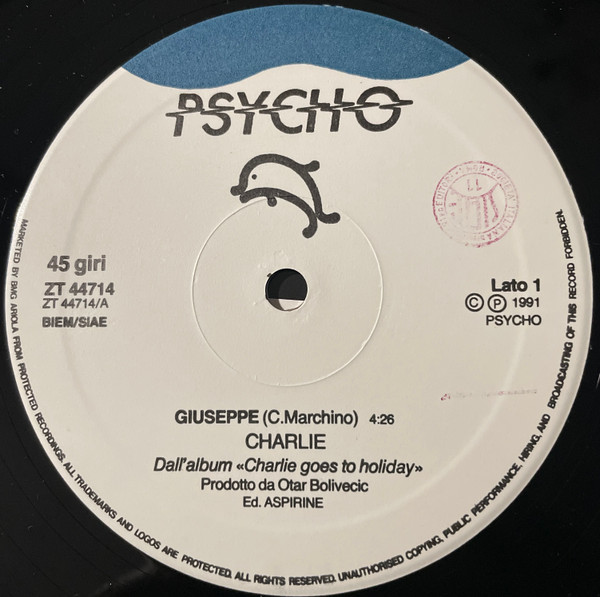 PSYCHO
45 giri
ZT 44714
ZT 44714/A
BIEM/SIAE
Lato 1
© ℗ 1991
PSYCHO
GIUSEPPE (C.Marchino) 4:26
CHARLIE
Dall'album «Charlie goes to holiday»
Prodotto da Otar Bolivecic
Ed. ASPIRINE
MARKETED BY BMG ARIOLA FROM PROTECTED RECORDINGS. ALL TRADEMARKS AND LOGOS ARE PROTECTED. ALL RIGHTS RESERVED. UNAUTHORISED COPYING, PUBLIC PERFORMANCE, HIRING, AND BROADCASTING OF THIS RECORD FORBIDDEN.